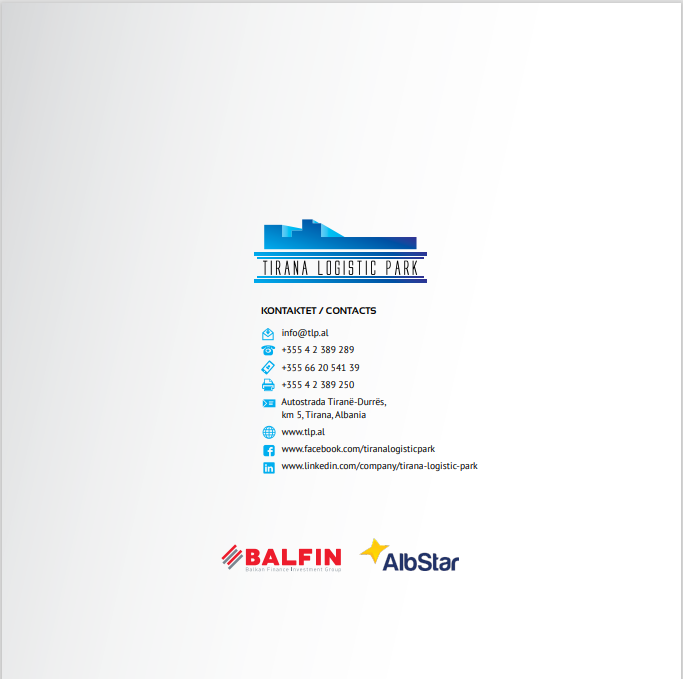 TIRANA LOGISTIC PARK
KONTAKTET / CONTACTS
info@tlp.al
+355 4 2 389 289
+355 66 20 541 39
+355 4 2 389 250
Autostrada Tiranë-Durrës,
km 5, Tirana, Albania
www.tlp.al
www.facebook.com/tiranalogisticpark
www.linkedin.com/company/tirana-logistic-park
BALFIN
Balkan Finance Investment Group
AlbStar